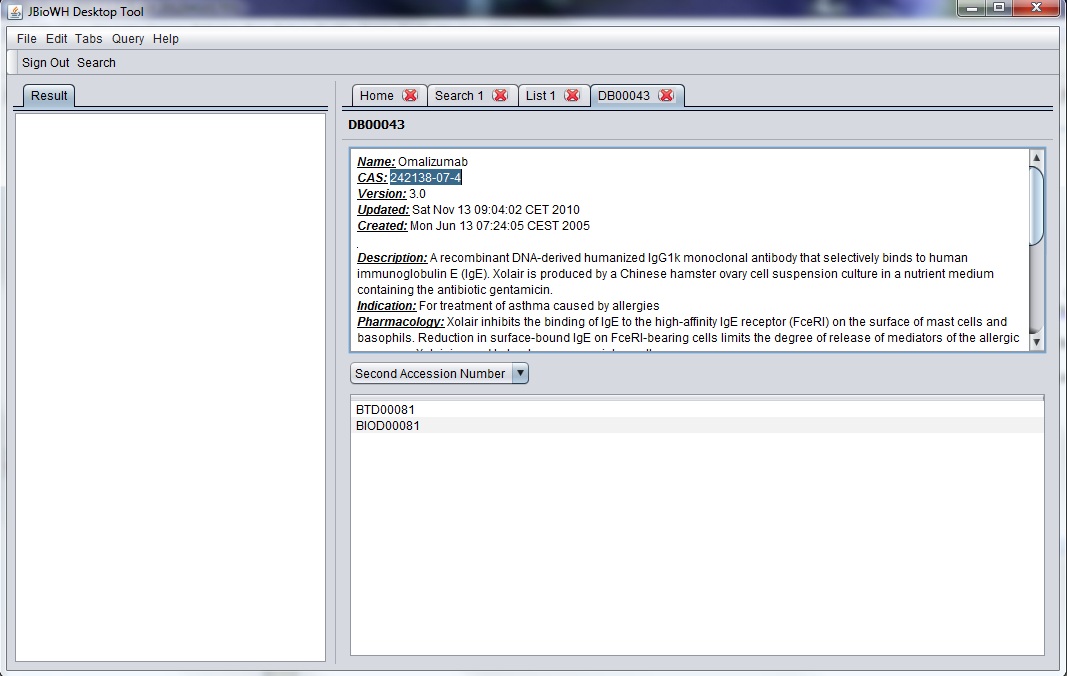 JBioWH Desktop Tool
File Edit Tabs Query Help
Sign Out Search
Result
Home Search 1 List 1 DB00043
DB00043
Name: Omalizumab
CAS: 242138-07-4
Version: 3.0
Updated: Sat Nov 13 09:04:02 CET 2010
Created: Mon Jun 13 07:24:05 CEST 2005
.
Description: A recombinant DNA-derived humanized IgG1k monoclonal antibody that selectively binds to human
immunoglobulin E (IgE). Xolair is produced by a Chinese hamster ovary cell suspension culture in a nutrient medium
containing the antibiotic gentamicin.
Indication: For treatment of asthma caused by allergies
Pharmacology: Xolair inhibits the binding of IgE to the high-affinity IgE receptor (FceRI) on the surface of mast cells and
basophils. Reduction in surface-bound IgE on FceRI-bearing cells limits the degree of release of mediators of the allergic
Second Accession Number
BTD00081
BIOD00081